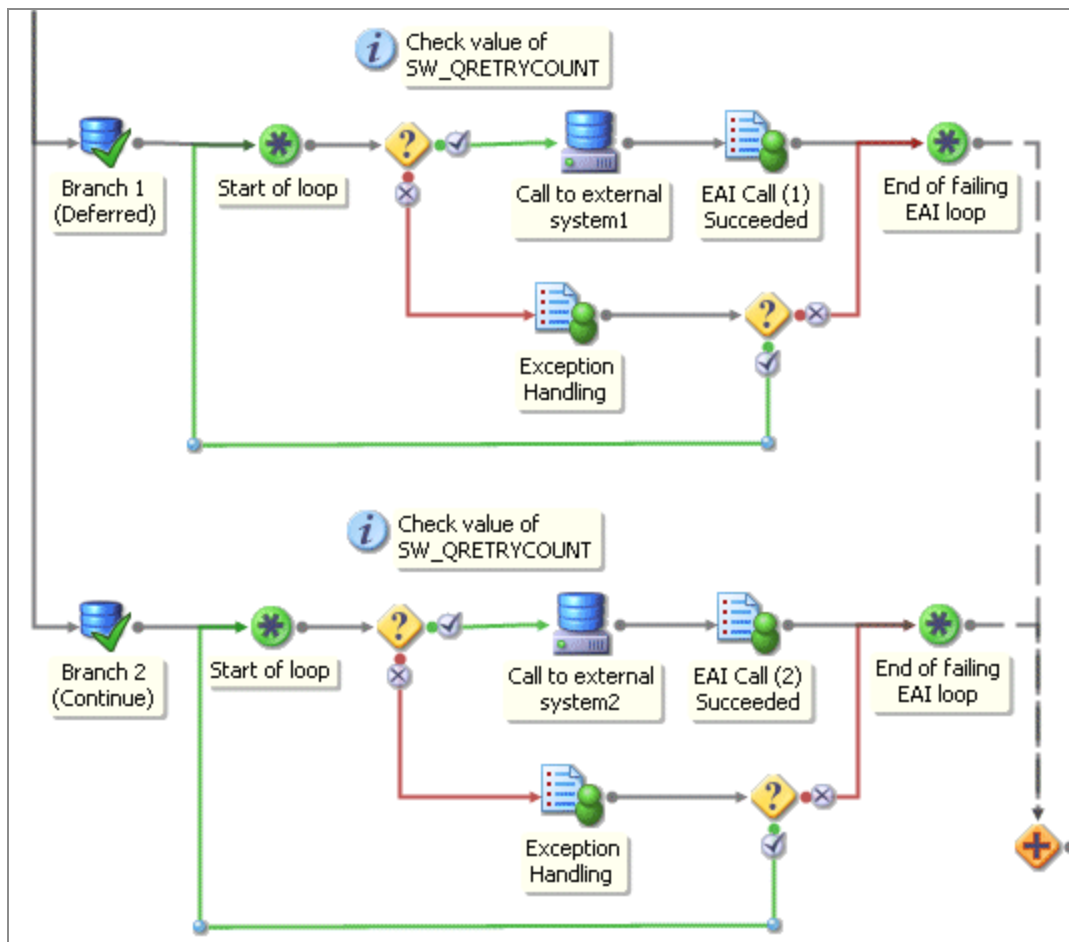 Check value of
SW_QRETRYCOUNT
Branch 1
(Deferred)
Start of loop
Call to external
system1
EAI Call (1)
Succeeded
End of failing
EAI loop
Exception
Handling
Check value of
SW_QRETRYCOUNT
Branch 2
(Continue)
Start of loop
Call to external
system2
EAI Call (2)
Succeeded
End of failing
EAI loop
Exception
Handling